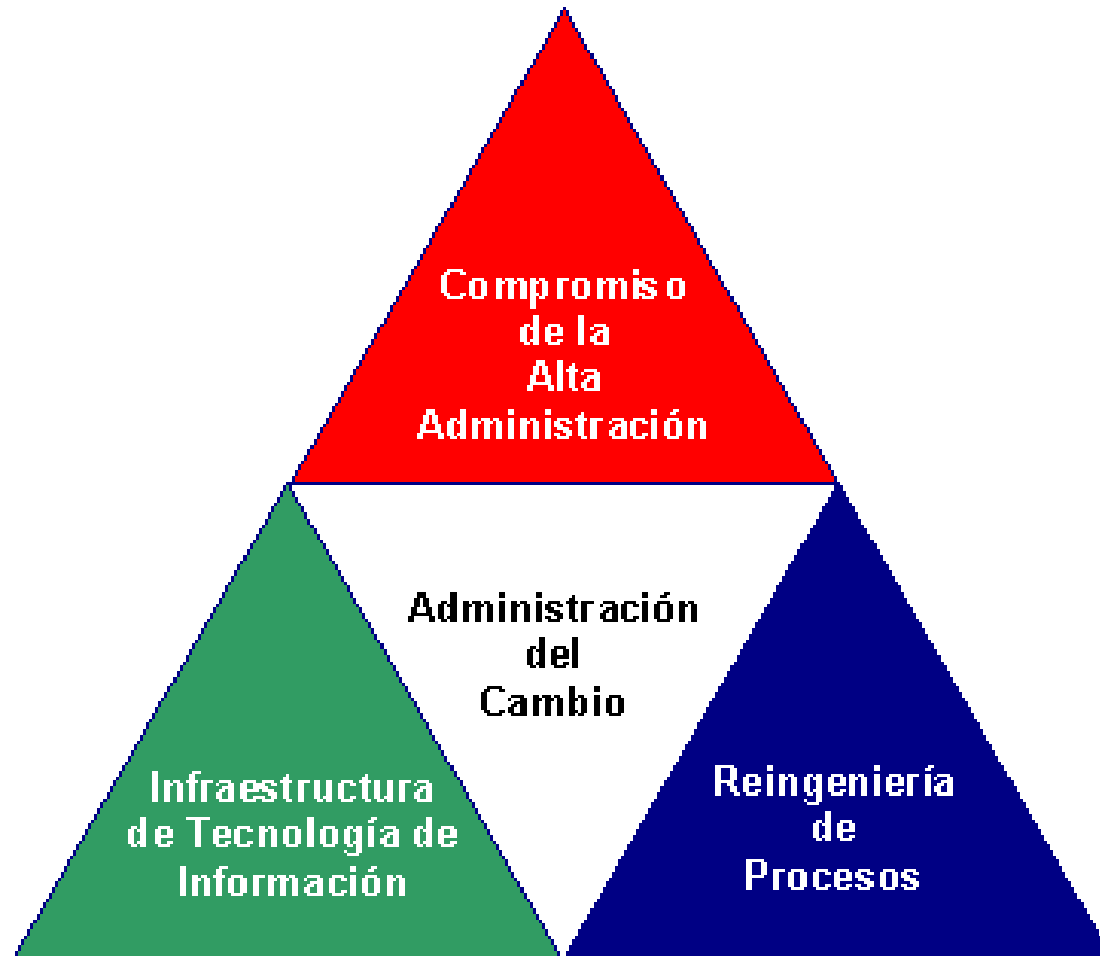 Compromiso
de la
Alta
Administración
Administración
del
Cambio
Infraestructura
de Tecnología de
Información
Reingeniería
de
Procesos